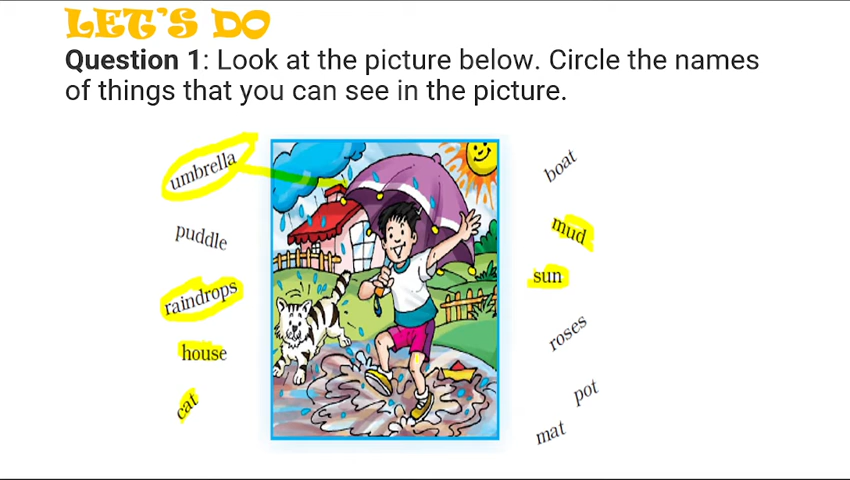 LET'S DO
Question 1: Look at the picture below. Circle the names
of things that you can see in the picture.
umbrella
puddle
raindrops
house
cat
boat
mud
sun
roses
pot
mat